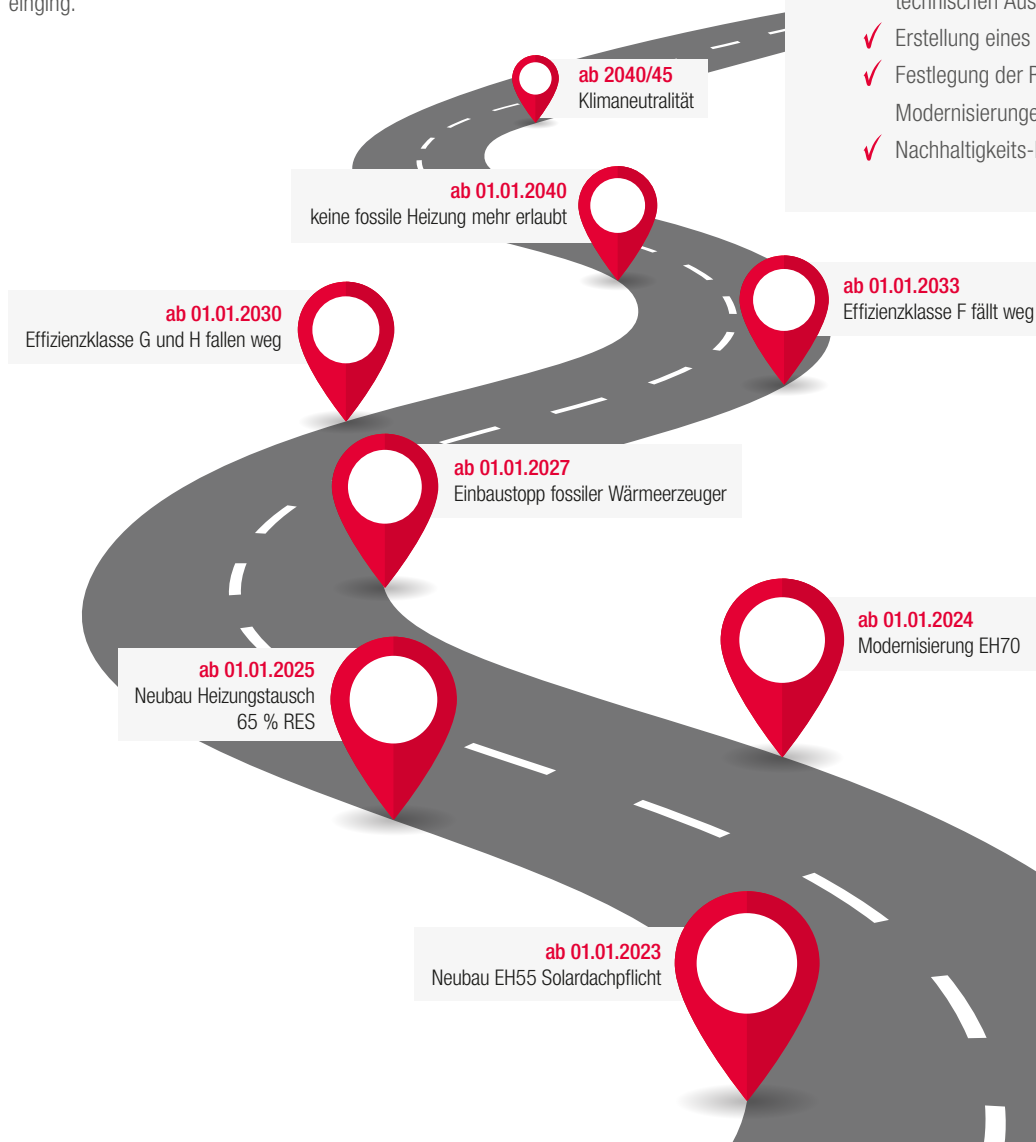 einging.
technischen Aus
Erstellung eines
Festlegung der
Modernisierunge
Nachhaltigkeits-
ab 2040/45
Klimaneutralität
ab 01.01.2040
keine fossile Heizung mehr erlaubt
ab 01.01.2033
Effizienzklasse F fällt weg
ab 01.01.2030
Effizienzklasse G und H fallen weg
ab 01.01.2027
Einbaustopp fossiler Wärmeerzeuger
ab 01.01.2024
Modernisierung EH70
ab 01.01.2025
Neubau Heizungstausch
65 % RES
ab 01.01.2023
Neubau EH55 Solardachpflicht